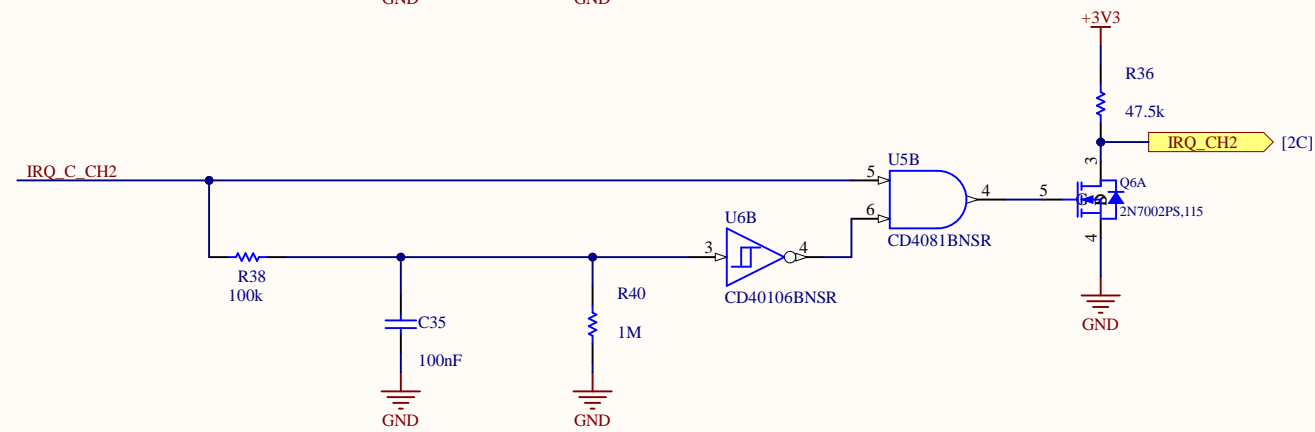 GND GND
+3V3
R36
47.5k
IRQ_CH2 [2C]
IRQ_C_CH2
U5B
5
6
4
CD4081BNSR
3
5
Q6A
2N7002PS,115
4
U6B
3
4
CD40106BNSR
R38
100k
R40
1M
C35
100nF
GND
GND
GND